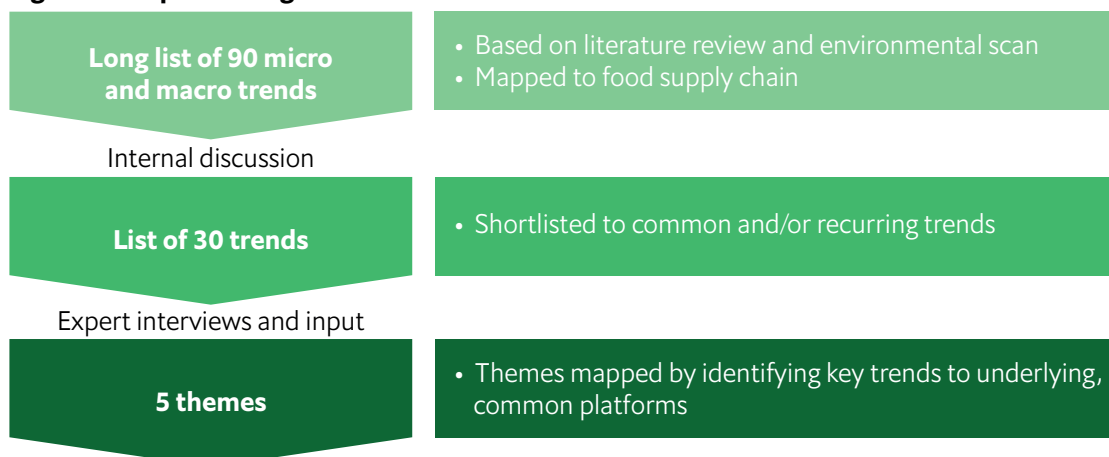 Long list of 90 micro
and macro trends
• Based on literature review and environmental scan
• Mapped to food supply chain
Internal discussion
List of 30 trends
• Shortlisted to common and/or recurring trends
Expert interviews and input
5 themes
• Themes mapped by identifying key trends to underlying,
common platforms